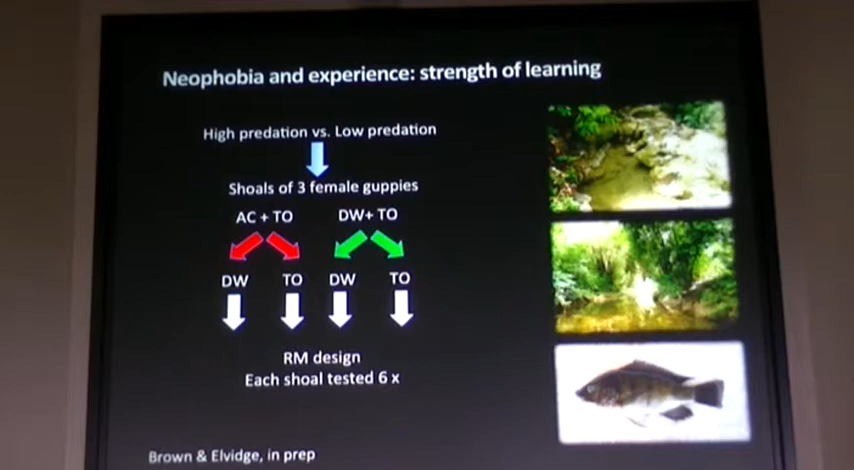 Neophobia and experience: strength of learning
High predation vs. Low predation
Shoals of 3 female guppies
AC + TO DW+ TO
DW TO DW TO
RM design
Each shoal tested 6 x
Brown & Elvidge, in prep